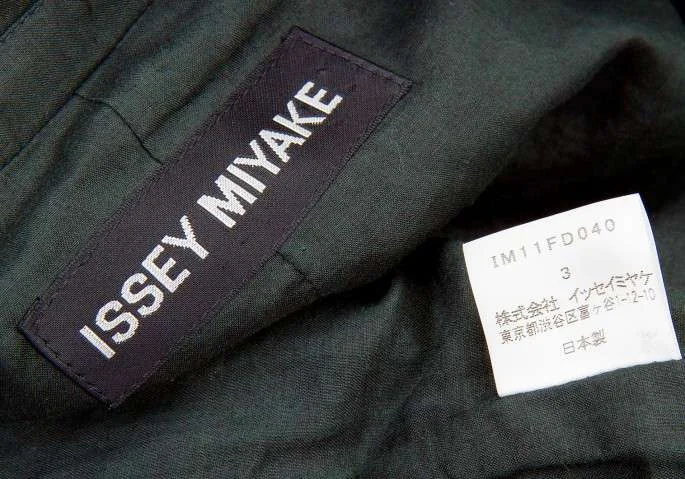 ISSEY MIYAKE
IM11FD040
3
株式会社 イッセイミヤケ
東京都渋谷区富ヶ谷1-12-10
日本製